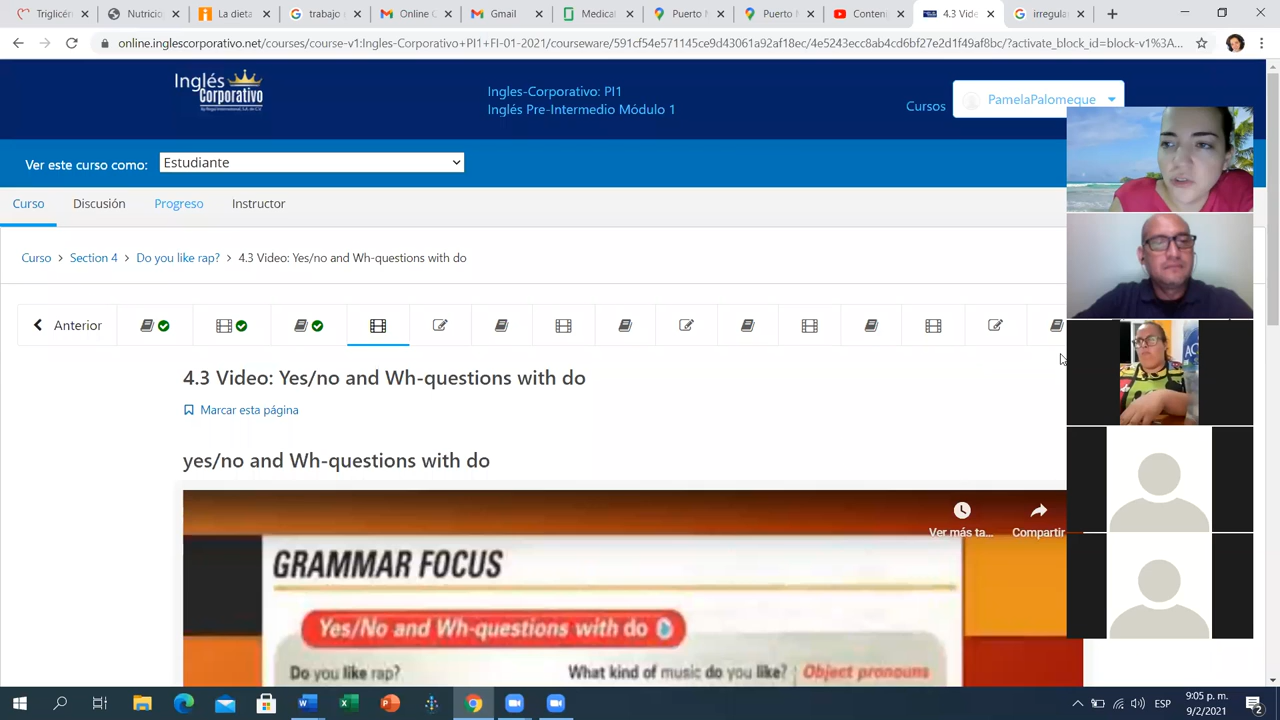 Triglicér
Nutricio
La dieta
trabajo
Online C
Gmail
Medical
Puerto M
Puerto M
Conteni
4.3 Vide
irregular
online.inglescorporativo.net/courses/course-v1:Ingles-Corporativo+PI1+FI-01-2021/courseware/591cf54e571145ce9d43061a92af18ec/4e5243ecc8ab4cd6bf27e2d1f49af8bc/?activate_block_id=block-v1%3A...
Inglés
Corporativo
Ingles-Corporativo: PI1
Inglés Pre-Intermedio Módulo 1
Cursos
PamelaPalomeque
Ver este curso como:
Estudiante
Curso
Discusión
Progreso
Instructor
Curso > Section 4 > Do you like rap? > 4.3 Video: Yes/no and Wh-questions with do
Anterior
4.3 Video: Yes/no and Wh-questions with do
Marcar esta página
yes/no and Wh-questions with do
Ver más ta...
Compartir
GRAMMAR FOCUS
Yes/No and Wh-questions with do
Do you like rap?
What kind of music do you like?
Object pronouns
ESP
9:05 p. m.
9/2/2021
2